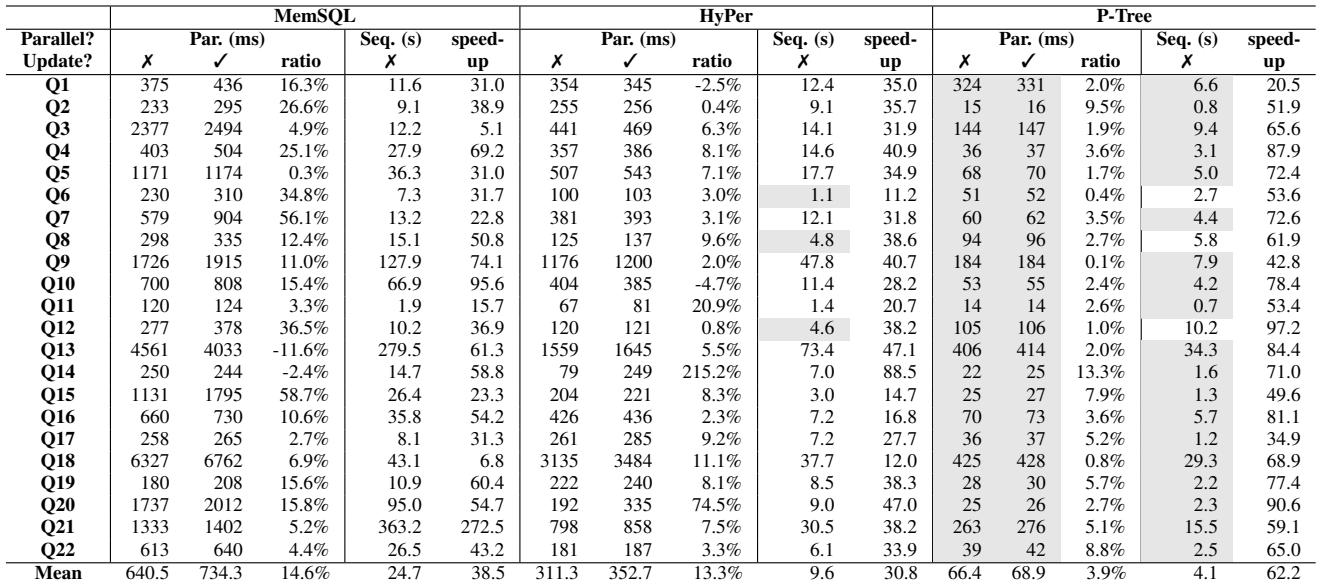 MemSQL HyPer P-Tree
Parallel? Par. (ms) Seq. (s) speed- Par. (ms) Seq. (s) speed- Par. (ms) Seq. (s) speed-
Update? ✗ ✓ ratio ✗ up ✗ ✓ ratio ✗ up ✗ ✓ ratio ✗ up
Q1 375 436 16.3% 11.6 31.0 354 345 -2.5% 12.4 35.0 324 331 2.0% 6.6 20.5
Q2 233 295 26.6% 9.1 38.9 255 256 0.4% 9.1 35.7 15 16 9.5% 0.8 51.9
Q3 2377 2494 4.9% 12.2 5.1 441 469 6.3% 14.1 31.9 144 147 1.9% 9.4 65.6
Q4 403 504 25.1% 27.9 69.2 357 386 8.1% 14.6 40.9 36 37 3.6% 3.1 87.9
Q5 1171 1174 0.3% 36.3 31.0 507 543 7.1% 17.7 34.9 68 70 1.7% 5.0 72.4
Q6 230 310 34.8% 7.3 31.7 100 103 3.0% 1.1 11.2 51 52 0.4% 2.7 53.6
Q7 579 904 56.1% 13.2 22.8 381 393 3.1% 12.1 31.8 60 62 3.5% 4.4 72.6
Q8 298 335 12.4% 15.1 50.8 125 137 9.6% 4.8 38.6 94 96 2.7% 5.8 61.9
Q9 1726 1915 11.0% 127.9 74.1 1176 1200 2.0% 47.8 40.7 184 184 0.1% 7.9 42.8
Q10 700 808 15.4% 66.9 95.6 404 385 -4.7% 11.4 28.2 53 55 2.4% 4.2 78.4
Q11 120 124 3.3% 1.9 15.7 67 81 20.9% 1.4 20.7 14 14 2.6% 0.7 53.4
Q12 277 378 36.5% 10.2 36.9 120 121 0.8% 4.6 38.2 105 106 1.0% 10.2 97.2
Q13 4561 4033 -11.6% 279.5 61.3 1559 1645 5.5% 73.4 47.1 406 414 2.0% 34.3 84.4
Q14 250 244 -2.4% 14.7 58.8 79 249 215.2% 7.0 88.5 22 25 13.3% 1.6 71.0
Q15 1131 1795 58.7% 26.4 23.3 204 221 8.3% 3.0 14.7 25 27 7.9% 1.3 49.6
Q16 660 730 10.6% 35.8 54.2 426 436 2.3% 7.2 16.8 70 73 3.6% 5.7 81.1
Q17 258 265 2.7% 8.1 31.3 261 285 9.2% 7.2 27.7 36 37 5.2% 1.2 34.9
Q18 6327 6762 6.9% 43.1 6.8 3135 3484 11.1% 37.7 12.0 425 428 0.8% 29.3 68.9
Q19 180 208 15.6% 10.9 60.4 222 240 8.1% 8.5 38.3 28 30 5.7% 2.2 77.4
Q20 1737 2012 15.8% 95.0 54.7 192 335 74.5% 9.0 47.0 25 26 2.7% 2.3 90.6
Q21 1333 1402 5.2% 363.2 272.5 798 858 7.5% 30.5 38.2 263 276 5.1% 15.5 59.1
Q22 613 640 4.4% 26.5 43.2 181 187 3.3% 6.1 33.9 39 42 8.8% 2.5 65.0
Mean 640.5 734.3 14.6% 24.7 38.5 311.3 352.7 13.3% 9.6 30.8 66.4 68.9 3.9% 4.1 62.2